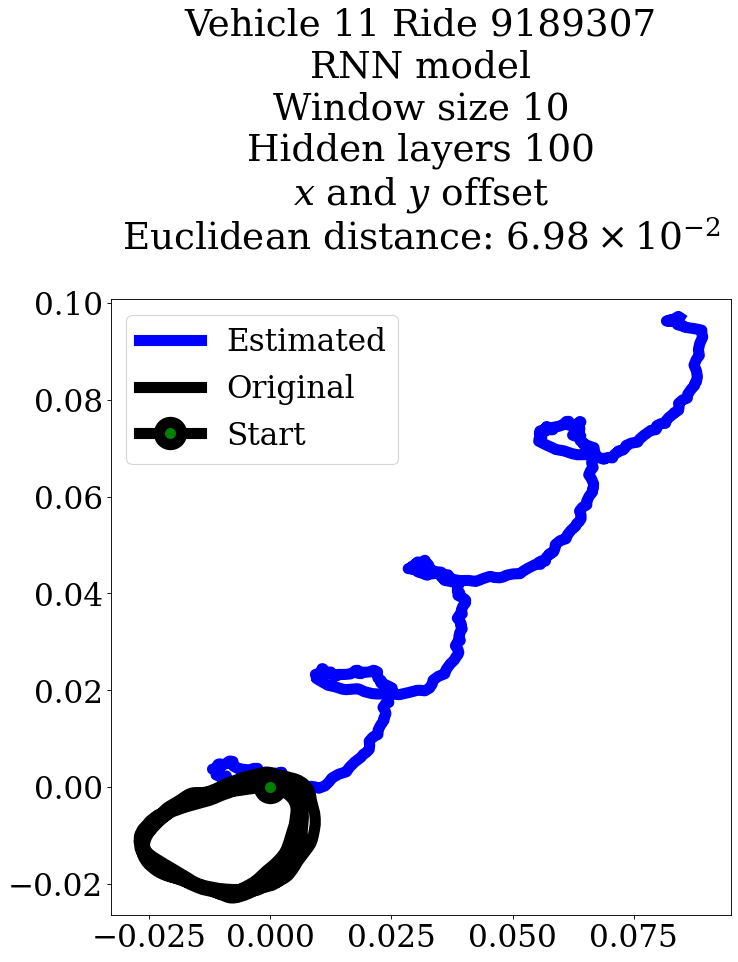 Vehicle 11 Ride 9189307
RNN model
Window size 10
Hidden layers 100
x and y offset
Euclidean distance: 6.98 × 10⁻²
Estimated
Original
Start
0.10
0.08
0.06
0.04
0.02
0.00
−0.02
−0.025 0.000 0.025 0.050 0.075